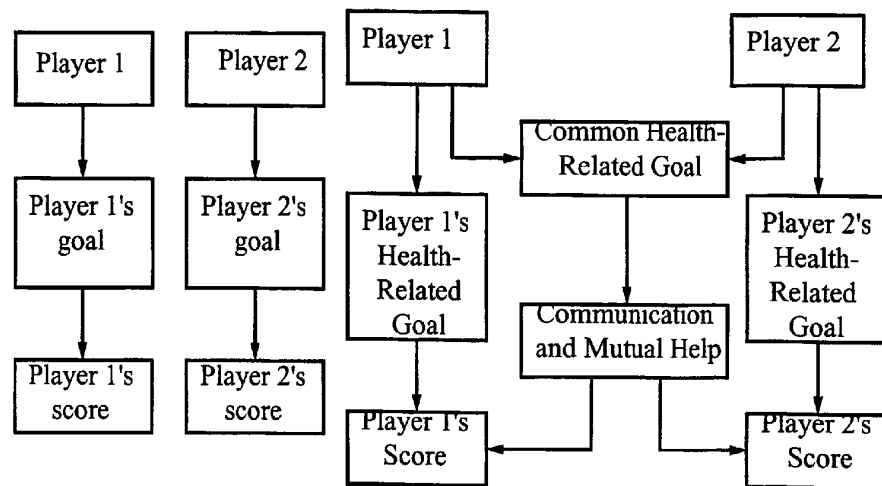 Player 1
Player 2
Player 1
Player 2
Common Health-
Related Goal
Player 1's
goal
Player 2's
goal
Player 1's
Health-
Related
Goal
Player 2's
Health-
Related
Goal
Communication
and Mutual Help
Player 1's
score
Player 2's
score
Player 1's
Score
Player 2's
Score